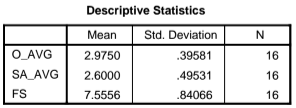 Descriptive Statistics
Mean Std. Deviation N
O_AVG 2.9750 .39581 16
SA_AVG 2.6000 .49531 16
FS 7.5556 .84066 16